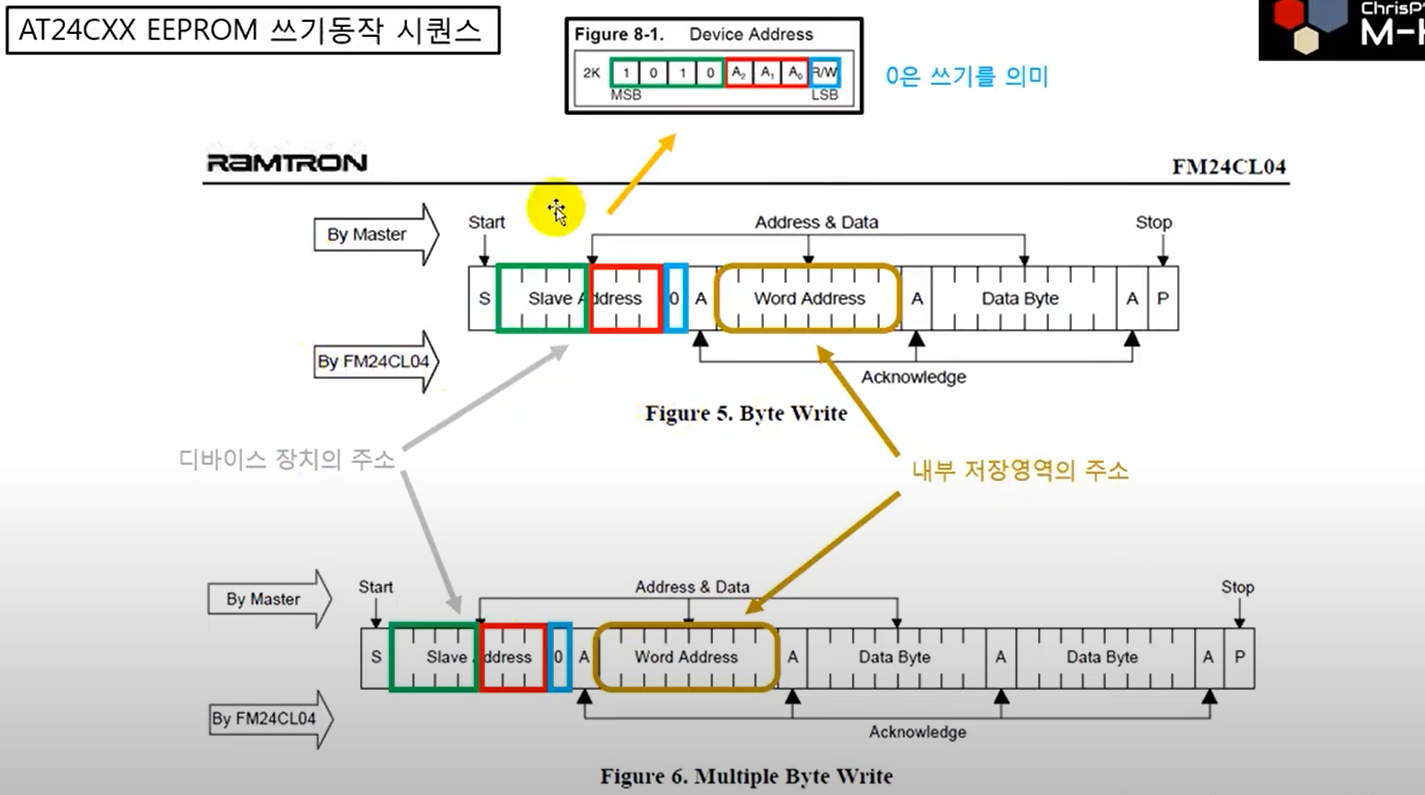 AT24CXX EEPROM 쓰기동작 시퀀스
Figure 8-1. Device Address
2K 1 0 1 0 A2 A1 A0 R/W
MSB LSB
0은 쓰기를 의미
ChrisP
M-H
RAMTRON
FM24CL04
Start Address & Data Stop
By Master
S Slave Address 0 A Word Address A Data Byte A P
By FM24CL04
Acknowledge
Figure 5. Byte Write
디바이스 장치의 주소
내부 저장영역의 주소
Start Address & Data Stop
By Master
S Slave Address 0 A Word Address A Data Byte A Data Byte A P
By FM24CL04
Acknowledge
Figure 6. Multiple Byte Write